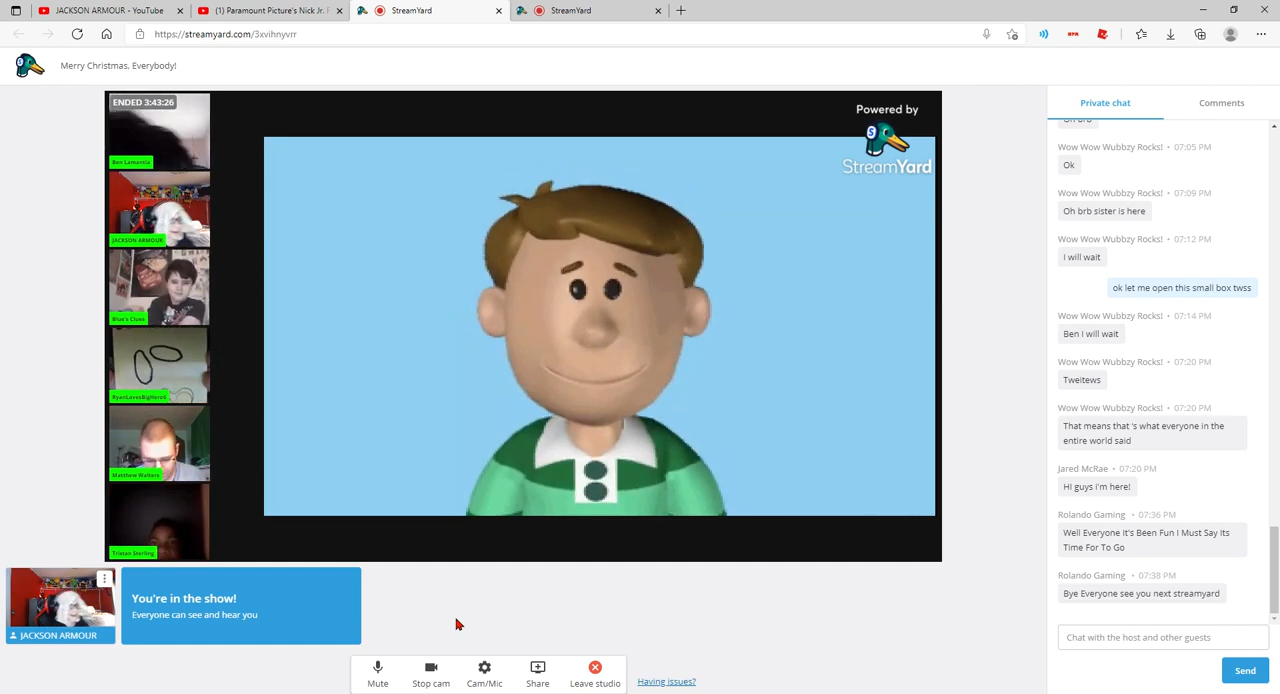 JACKSON ARMOUR - YouTube
(1) Paramount Picture's Nick Jr. F
StreamYard
StreamYard
https://streamyard.com/3xvihnyvrr
Merry Christmas, Everybody!
ENDED 3:43:26
Ben Lamantia
JACKSON ARMOUR
Blue's Clues
RyanLovesBigHero6
Matthew Walters
Tristan Sterling
Powered by
StreamYard
Private chat
Comments
Oh brb
Wow Wow Wubbzy Rocks! • 07:05 PM
Ok
Wow Wow Wubbzy Rocks! • 07:09 PM
Oh brb sister is here
Wow Wow Wubbzy Rocks! • 07:12 PM
I will wait
ok let me open this small box twss
Wow Wow Wubbzy Rocks! • 07:14 PM
Ben I will wait
Wow Wow Wubbzy Rocks! • 07:20 PM
Tweitews
Wow Wow Wubbzy Rocks! • 07:20 PM
That means that 's what everyone in the
entire world said
Jared McRae • 07:20 PM
HI guys i'm here!
Rolando Gaming • 07:36 PM
Well Everyone It's Been Fun I Must Say Its
Time For To Go
Rolando Gaming • 07:38 PM
Bye Everyone see you next streamyard
Chat with the host and other guests
Send
JACKSON ARMOUR
You're in the show!
Everyone can see and hear you
Mute
Stop cam
Cam/Mic
Share
Leave studio
Having issues?